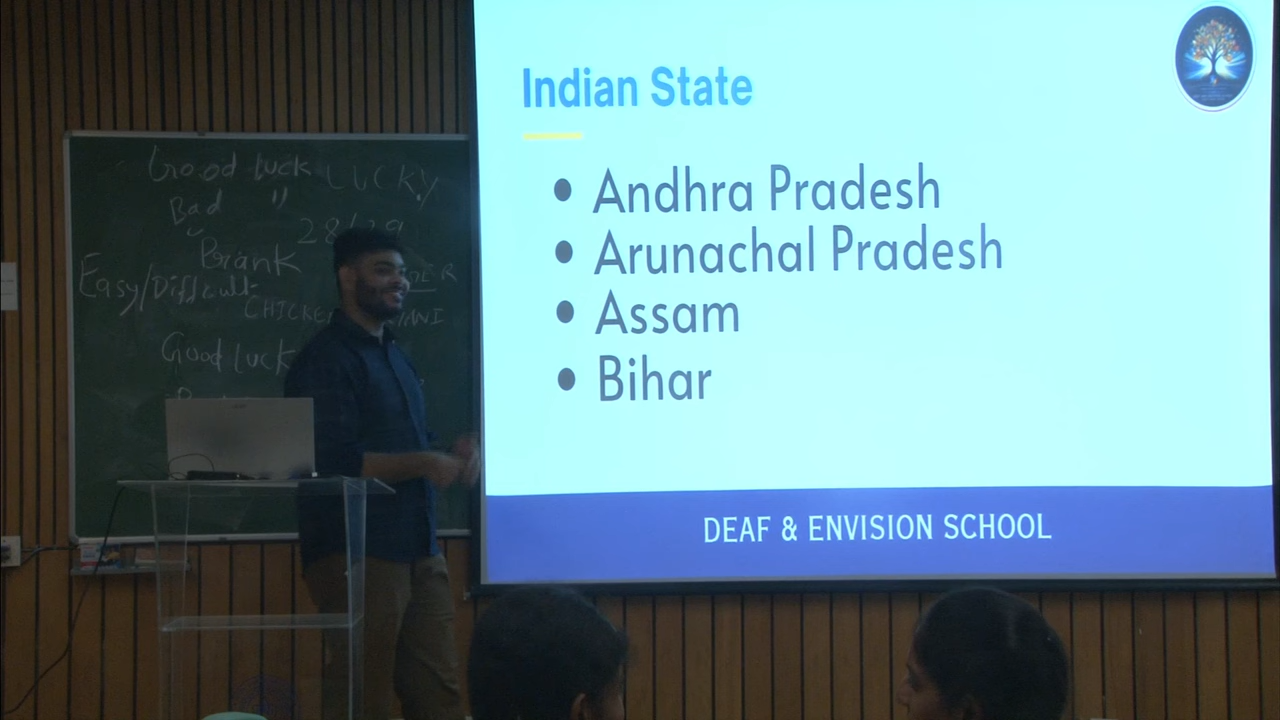 Good luck LUCKY
Bad "
28/29
Brank
Easy/Difficult
Good luck
Indian State
• Andhra Pradesh
• Arunachal Pradesh
• Assam
• Bihar
DEAF & ENVISION SCHOOL